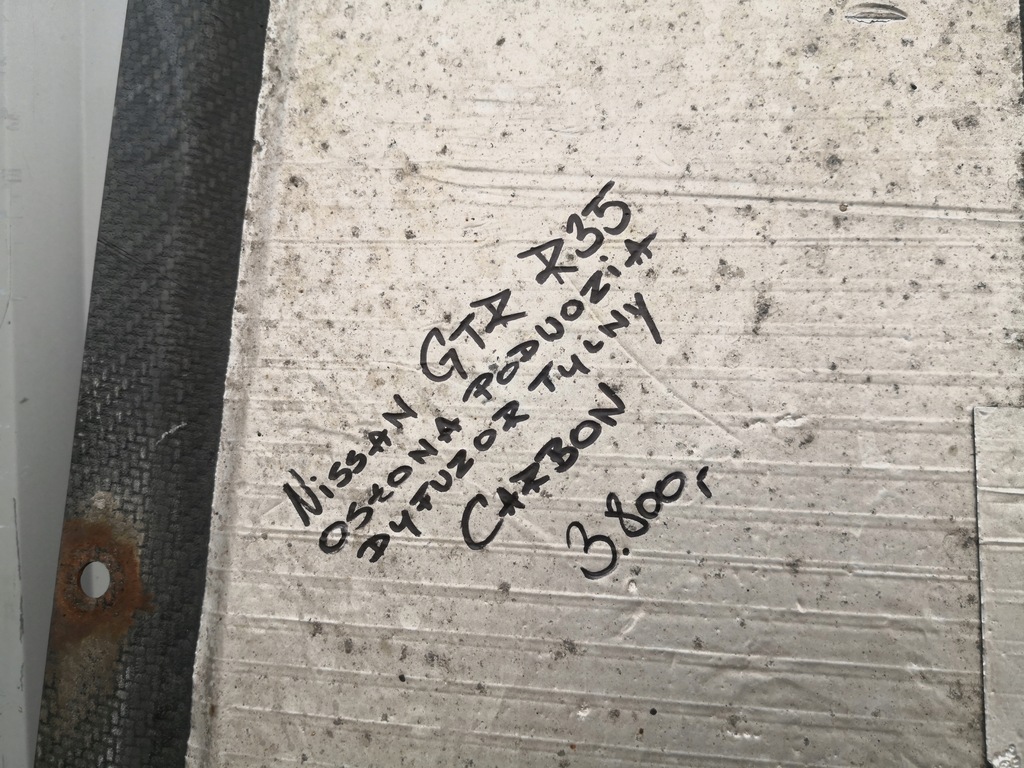 NiSSAN GTR R35
OSŁONA PODWOZiA
DYFUZOR TYLNY
CARBON
3.800,-